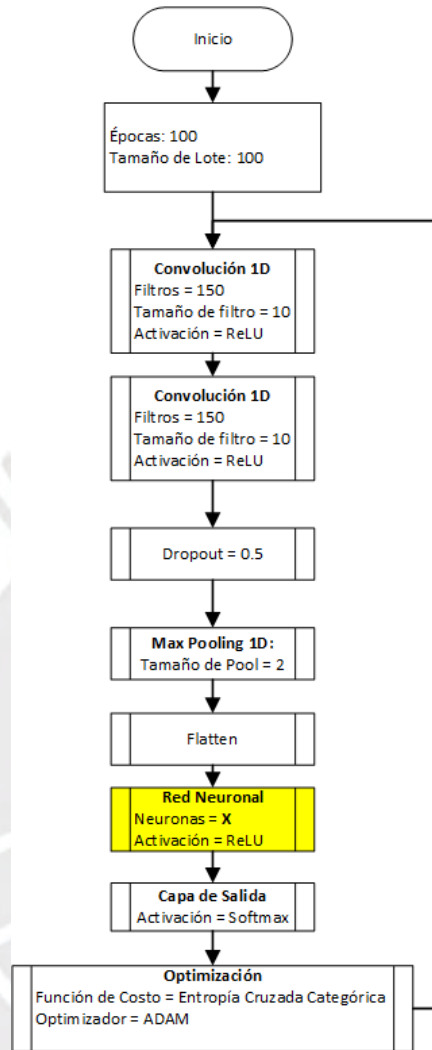 Inicio
Épocas: 100
Tamaño de Lote: 100
Convolución 1D
Filtros = 150
Tamaño de filtro = 10
Activación = ReLU
Convolución 1D
Filtros = 150
Tamaño de filtro = 10
Activación = ReLU
Dropout = 0.5
Max Pooling 1D:
Tamaño de Pool = 2
Flatten
Red Neuronal
Neuronas = X
Activación = ReLU
Capa de Salida
Activación = Softmax
Optimización
Función de Costo = Entropía Cruzada Categórica
Optimizador = ADAM